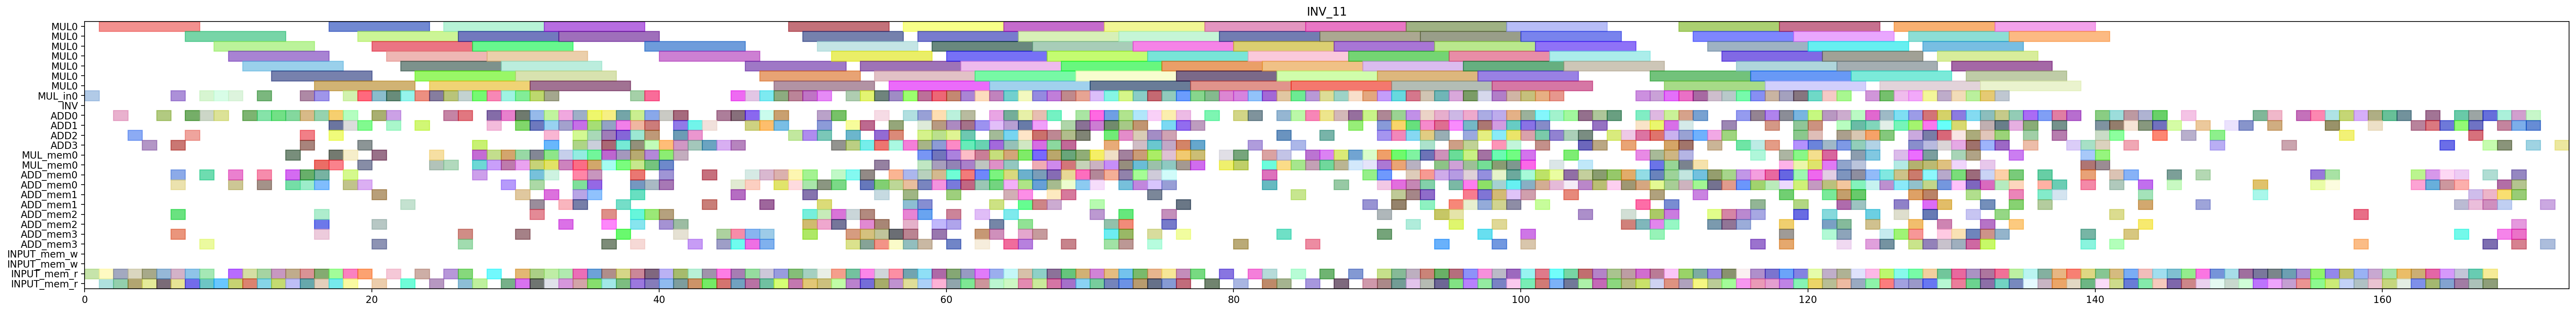 INV_11
MUL0
MUL0
MUL0
MUL0
MUL0
MUL0
MUL0
MUL_in0
INV
ADD0
ADD1
ADD2
ADD3
MUL_mem0
MUL_mem0
ADD_mem0
ADD_mem0
ADD_mem1
ADD_mem1
ADD_mem2
ADD_mem2
ADD_mem3
ADD_mem3
INPUT_mem_w
INPUT_mem_w
INPUT_mem_r
INPUT_mem_r
0 20 40 60 80 100 120 140 160